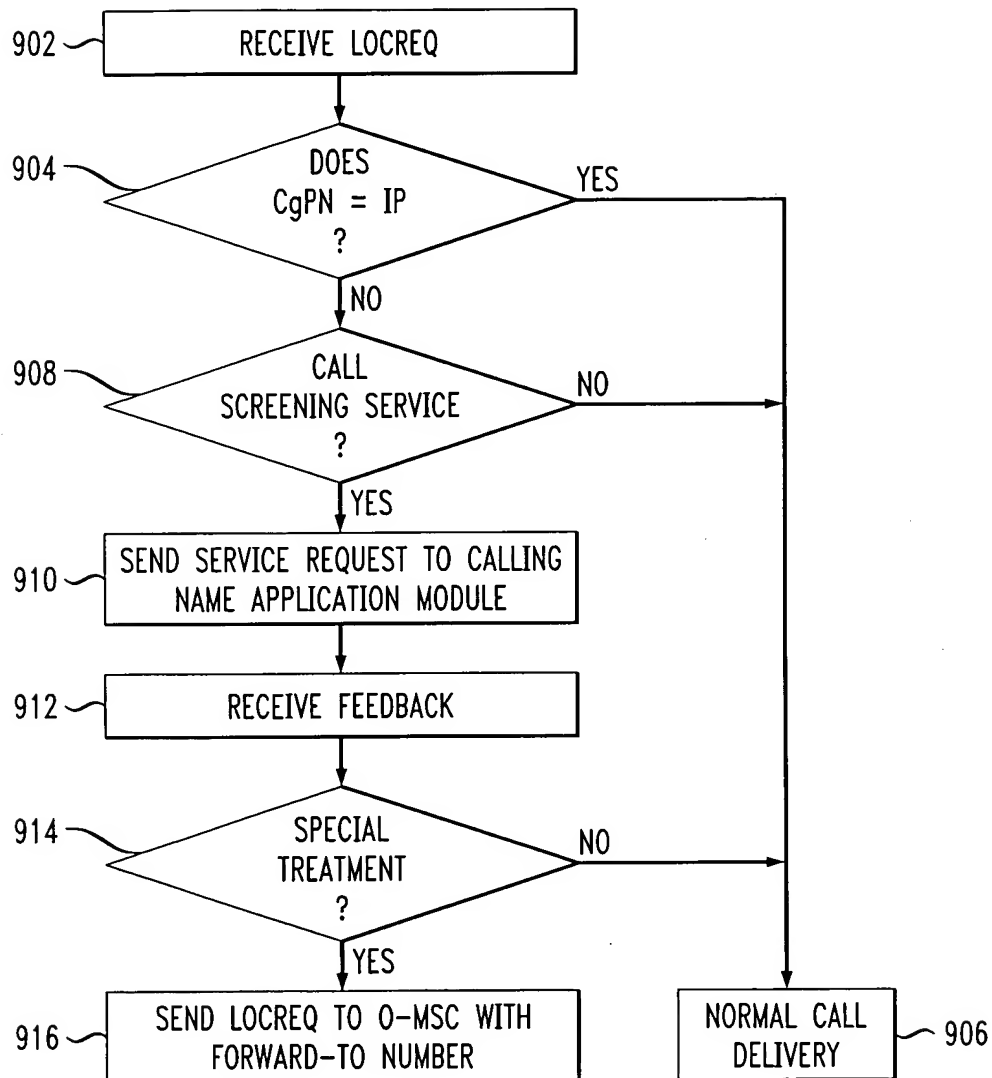 902
RECEIVE LOCREQ
904
DOES
CgPN = IP
?
YES
NO
908
CALL
SCREENING SERVICE
?
NO
YES
910
SEND SERVICE REQUEST TO CALLING
NAME APPLICATION MODULE
912
RECEIVE FEEDBACK
914
SPECIAL
TREATMENT
?
NO
YES
916
SEND LOCREQ TO O-MSC WITH
FORWARD-TO NUMBER
NORMAL CALL
DELIVERY
906